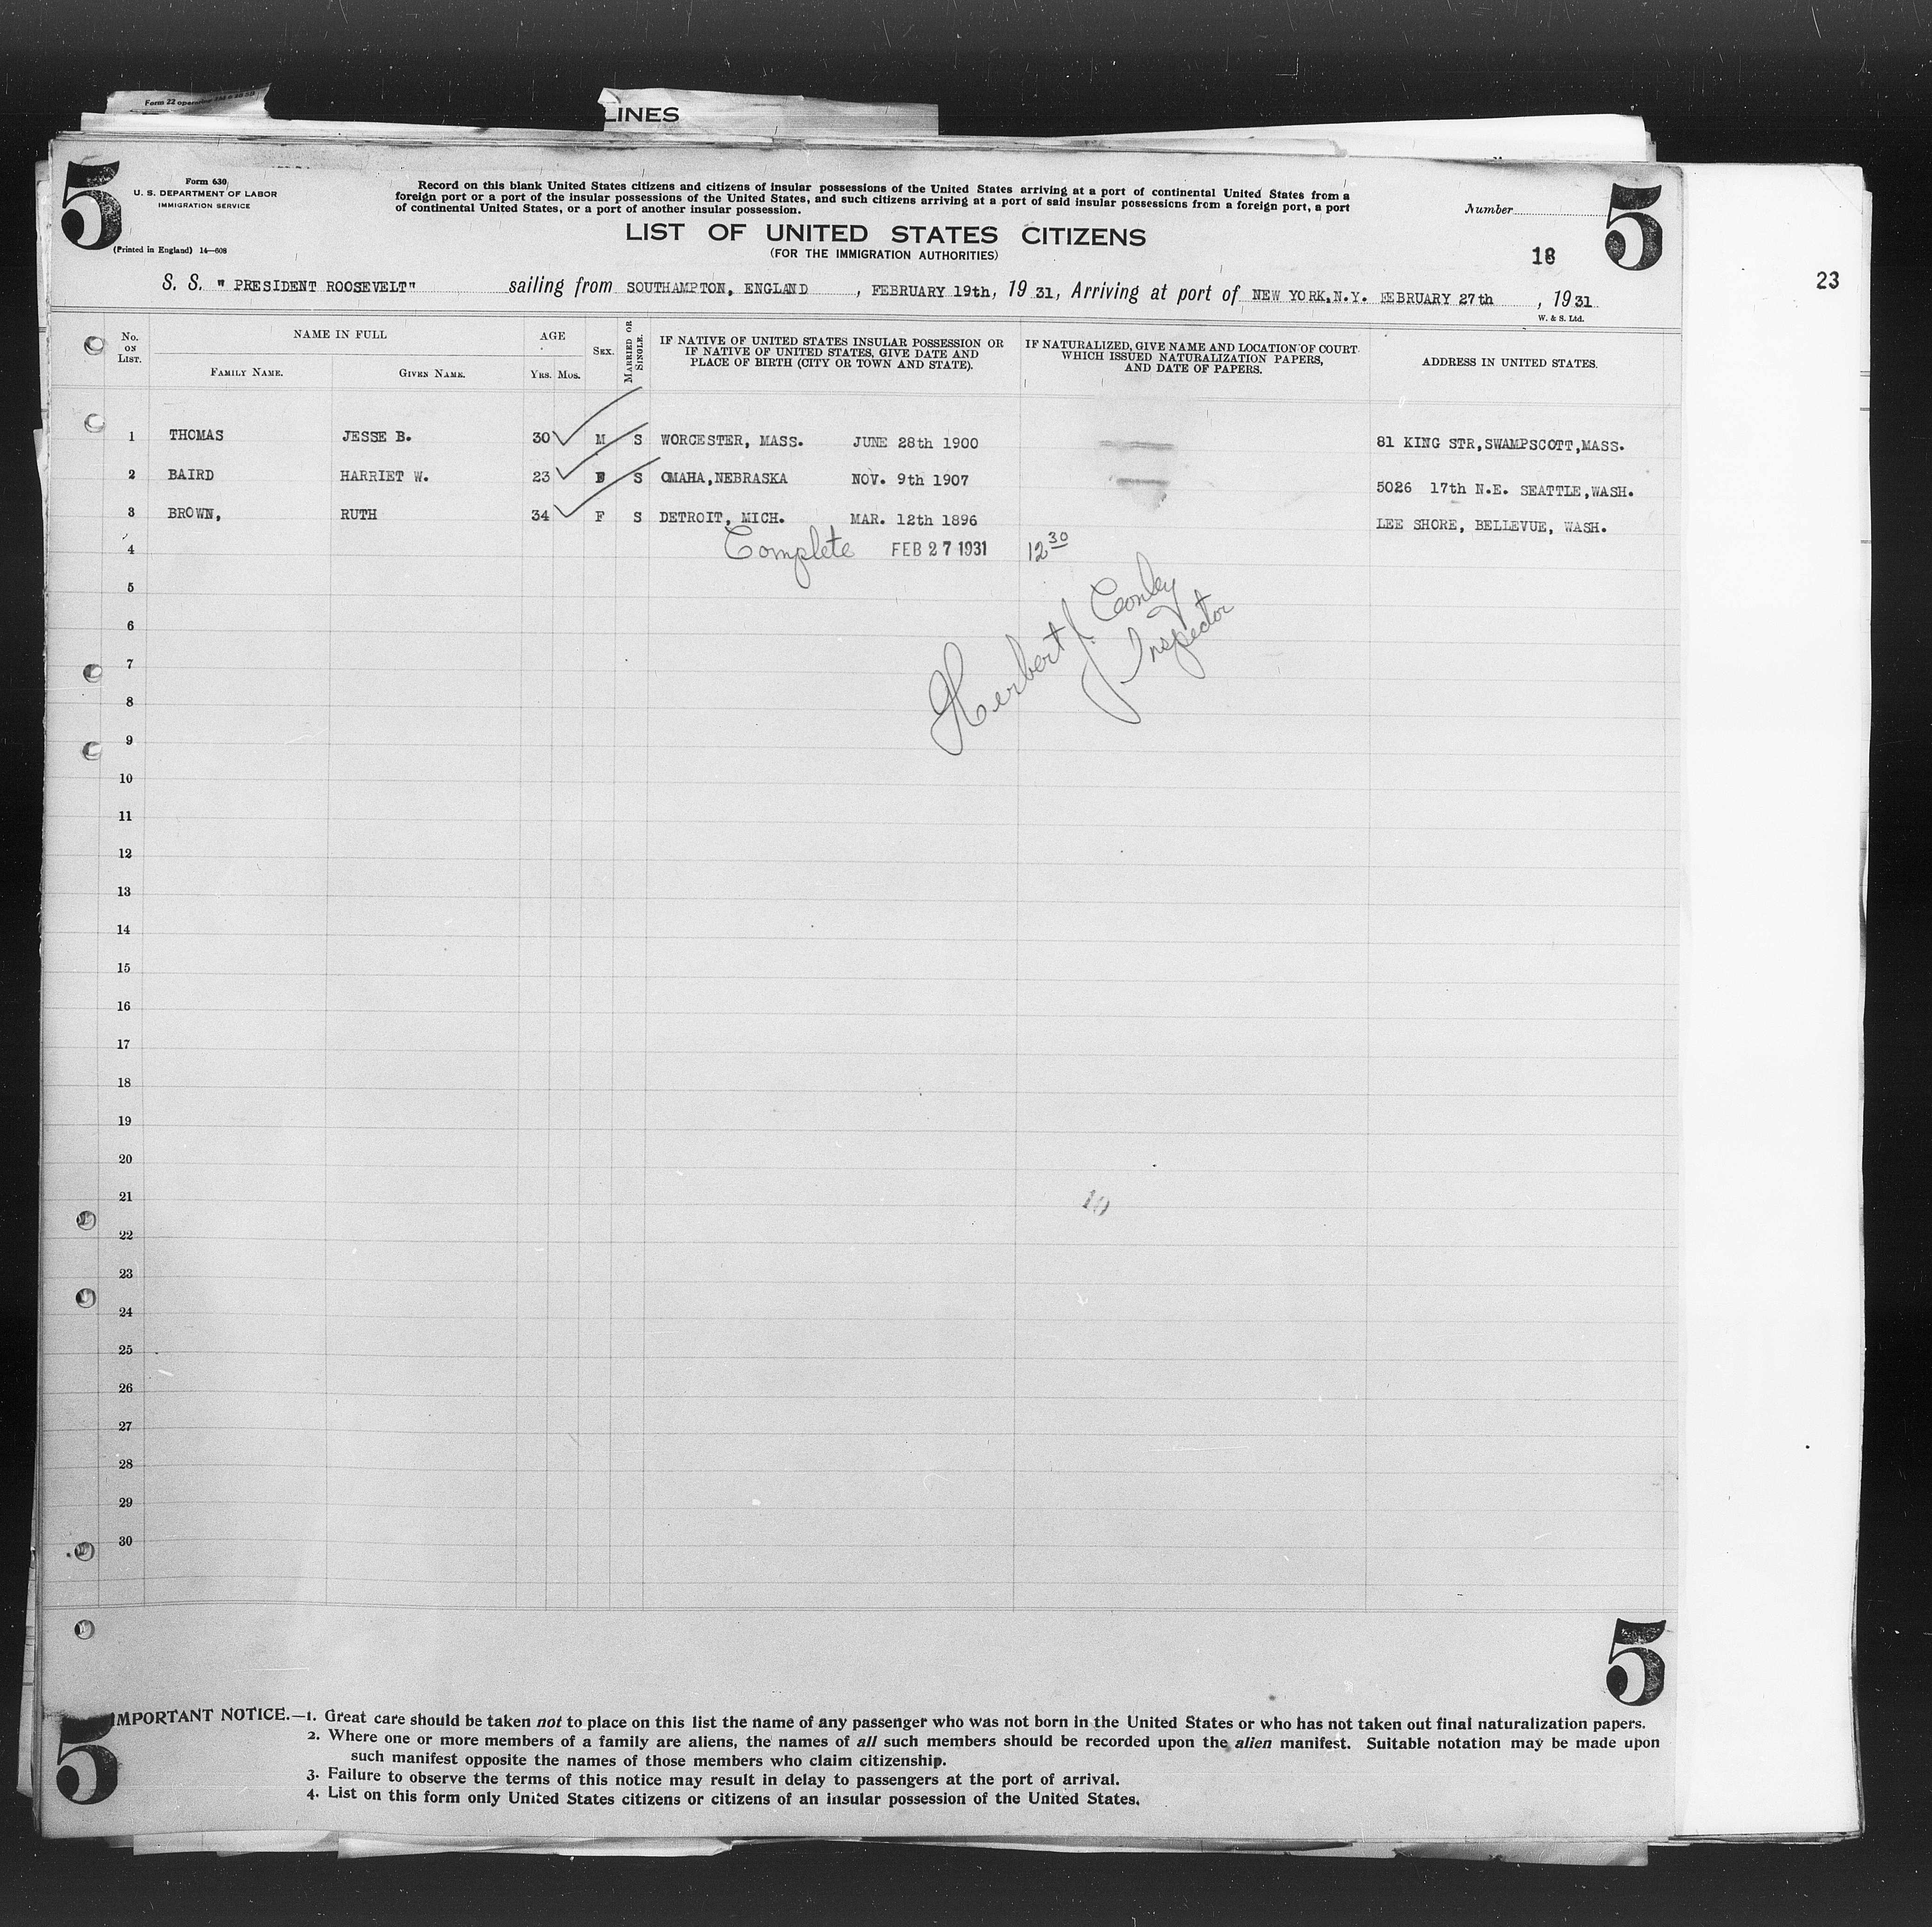 Form 22
LINES
5
Form 630
U. S. DEPARTMENT OF LABOR
IMMIGRATION SERVICE
(Printed in England) 14—608
Record on this blank United States citizens and citizens of insular possessions of the United States arriving at a port of continental United States from a
foreign port or a port of the insular possessions of the United States, and such citizens arriving at a port of said insular possessions from a foreign port, a port
of continental United States, or a port of another insular possession.
Number
5
LIST OF UNITED STATES CITIZENS
(FOR THE IMMIGRATION AUTHORITIES)
23
S. S. "PRESIDENT ROOSEVELT" sailing from SOUTHAMPTON, ENGLAND, FEBRUARY 19th, 1931, Arriving at port of NEW YORK,N.Y. FEBRUARY 27th, 1931
W. & S. Ltd.
No. ON LIST. NAME IN FULL AGE SEX. MARRIED OR SINGLE. IF NATIVE OF UNITED STATES INSULAR POSSESSION OR IF NATIVE OF UNITED STATES, GIVE DATE AND PLACE OF BIRTH (CITY OR TOWN AND STATE). IF NATURALIZED, GIVE NAME AND LOCATION OF COURT WHICH ISSUED NATURALIZATION PAPERS, AND DATE OF PAPERS. ADDRESS IN UNITED STATES.
FAMILY NAME. GIVEN NAME. YRS. MOS.
1 THOMAS JESSE B. 30 M S WORCESTER, MASS. JUNE 28th 1900 81 KING STR,SWAMPSCOTT,MASS.
2 BAIRD HARRIET W. 23 F S OMAHA,NEBRASKA NOV. 9th 1907 5026 17th N.E. SEATTLE,WASH.
3 BROWN, RUTH 34 F S DETROIT, MICH. MAR. 12th 1896 LEE SHORE, BELLEVUE, WASH.
4 Complete FEB 27 1931 12 30
Herbert J. Conley
Inspector
5
6
7
8
9
10
11
12
13
14
15
16
17
18
19
20
21
10
22
23
24
25
26
27
28
29
30
5
5
IMPORTANT NOTICE.—1. Great care should be taken not to place on this list the name of any passenger who was not born in the United States or who has not taken out final naturalization papers.
2. Where one or more members of a family are aliens, the names of all such members should be recorded upon the alien manifest. Suitable notation may be made upon
such manifest opposite the names of those members who claim citizenship.
3. Failure to observe the terms of this notice may result in delay to passengers at the port of arrival.
4. List on this form only United States citizens or citizens of an insular possession of the United States.